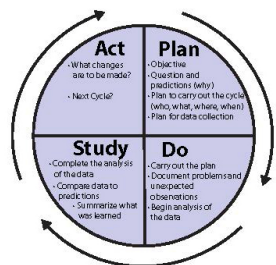 Act
• What changes
are to be made?
• Next Cycle?
Plan
• Objective
• Question and
predictions (why)
• Plan to carry out the cycle
(who, what, where, when)
• Plan for data collection
Study
• Complete the analysis
of the data
• Compare data to
predictions
• Summarize what
was learned
Do
• Carry out the plan
• Document problems and
unexpected
observations
• Begin analysis of
the data